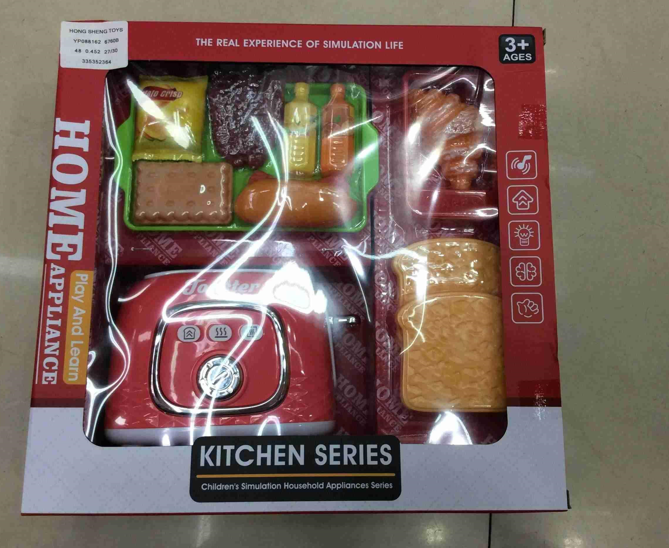 HONG SHENG TOYS
THE REAL EXPERIENCE OF SIMULATION LIFE
3+
AGES
HOME
APPLIANCE
Play And Learn
Toaster
KITCHEN SERIES
Children's Simulation Household Appliances Series